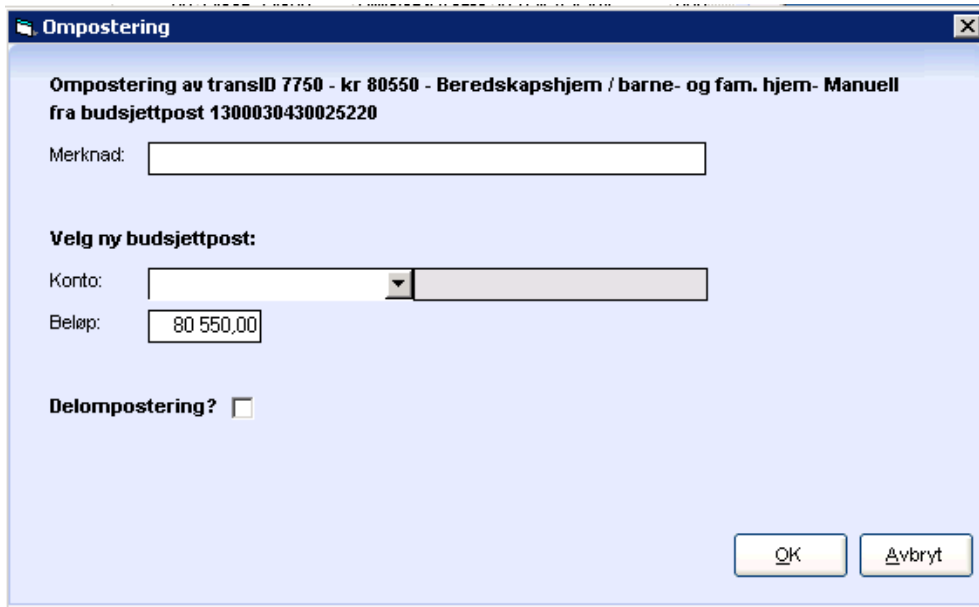 Ompostering
Ompostering av transID 7750 - kr 80550 - Beredskapshjem / barne- og fam. hjem- Manuell
fra budsjettpost 1300030430025220
Merknad:
Velg ny budsjettpost:
Konto:
Beløp: 80 550,00
Delompostering?
OK Avbryt